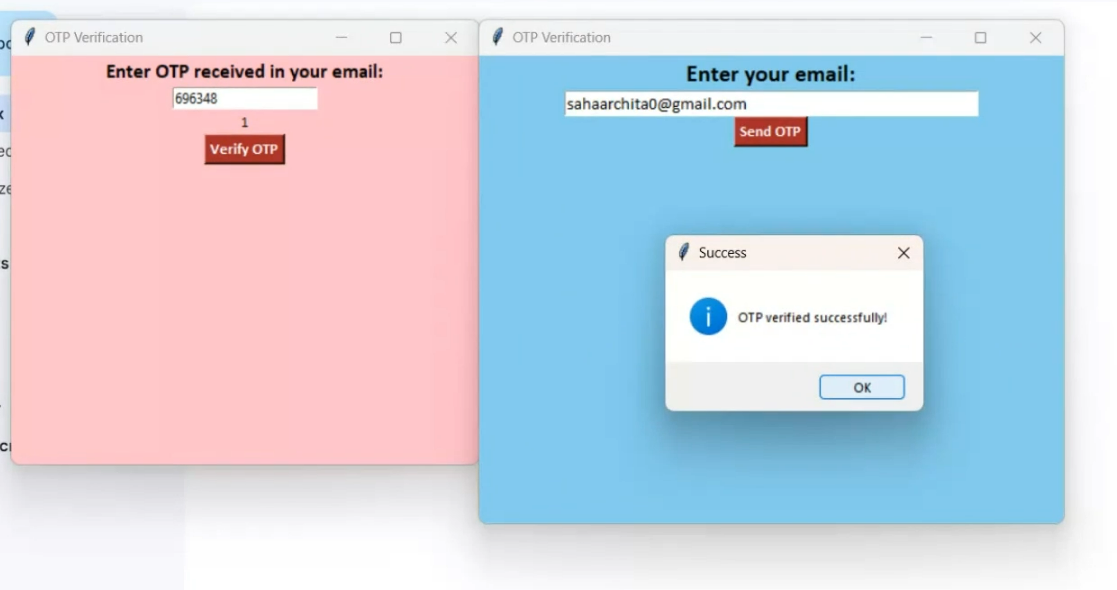 OTP Verification
Enter OTP received in your email:
696348
1
Verify OTP
OTP Verification
Enter your email:
sahaarchita0@gmail.com
Send OTP
Success
OTP verified successfully!
OK